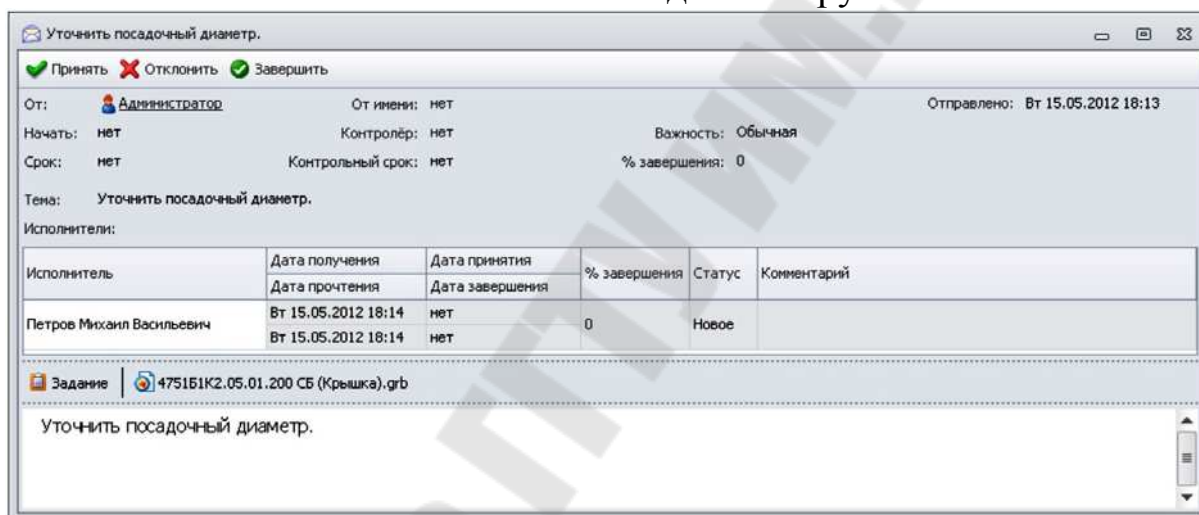 Уточнить посадочный диаметр.
Принять Отклонить Завершить
От: Администратор От имени: нет Отправлено: Вт 15.05.2012 18:13
Начать: нет Контролёр: нет Важность: Обычная
Срок: нет Контрольный срок: нет % завершения: 0
Тема: Уточнить посадочный диаметр.
Исполнители:
Исполнитель Дата получения Дата принятия % завершения Статус Комментарий
Дата прочтения Дата завершения
Петров Михаил Васильевич Вт 15.05.2012 18:14 нет 0 Новое
Вт 15.05.2012 18:14 нет
Задание 475151К2.05.01.200 СБ (Крышка).grb
Уточнить посадочный диаметр.